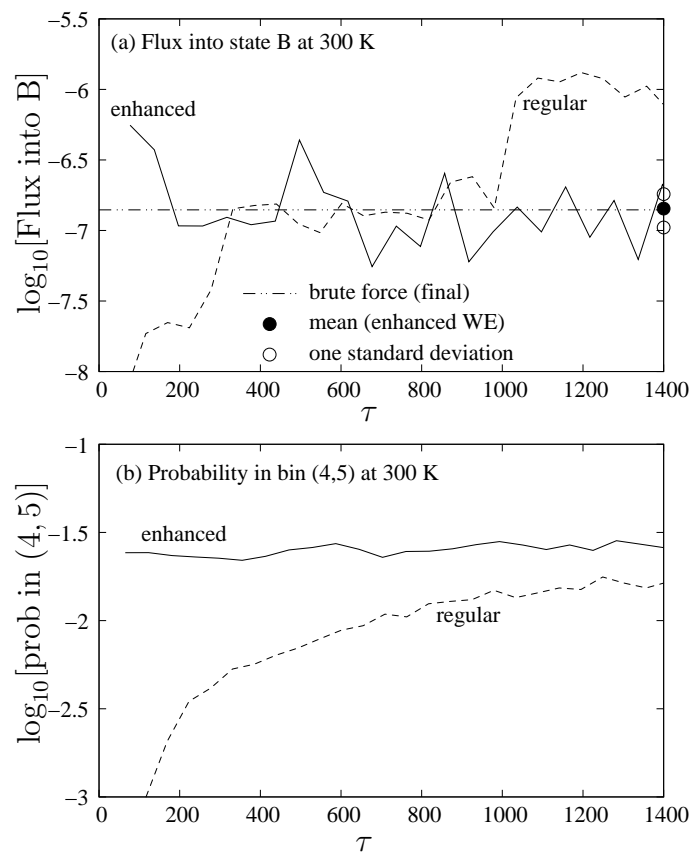 -5.5
(a) Flux into state B at 300 K
-6
enhanced
regular
-6.5
log10[Flux into B]
-7
brute force (final)
-7.5
mean (enhanced WE)
one standard deviation
-8
0 200 400 600 800 1000 1200 1400
τ
-1
(b) Probability in bin (4,5) at 300 K
enhanced
-1.5
log10[prob in (4, 5)]
-2
regular
-2.5
-3
0 200 400 600 800 1000 1200 1400
τ